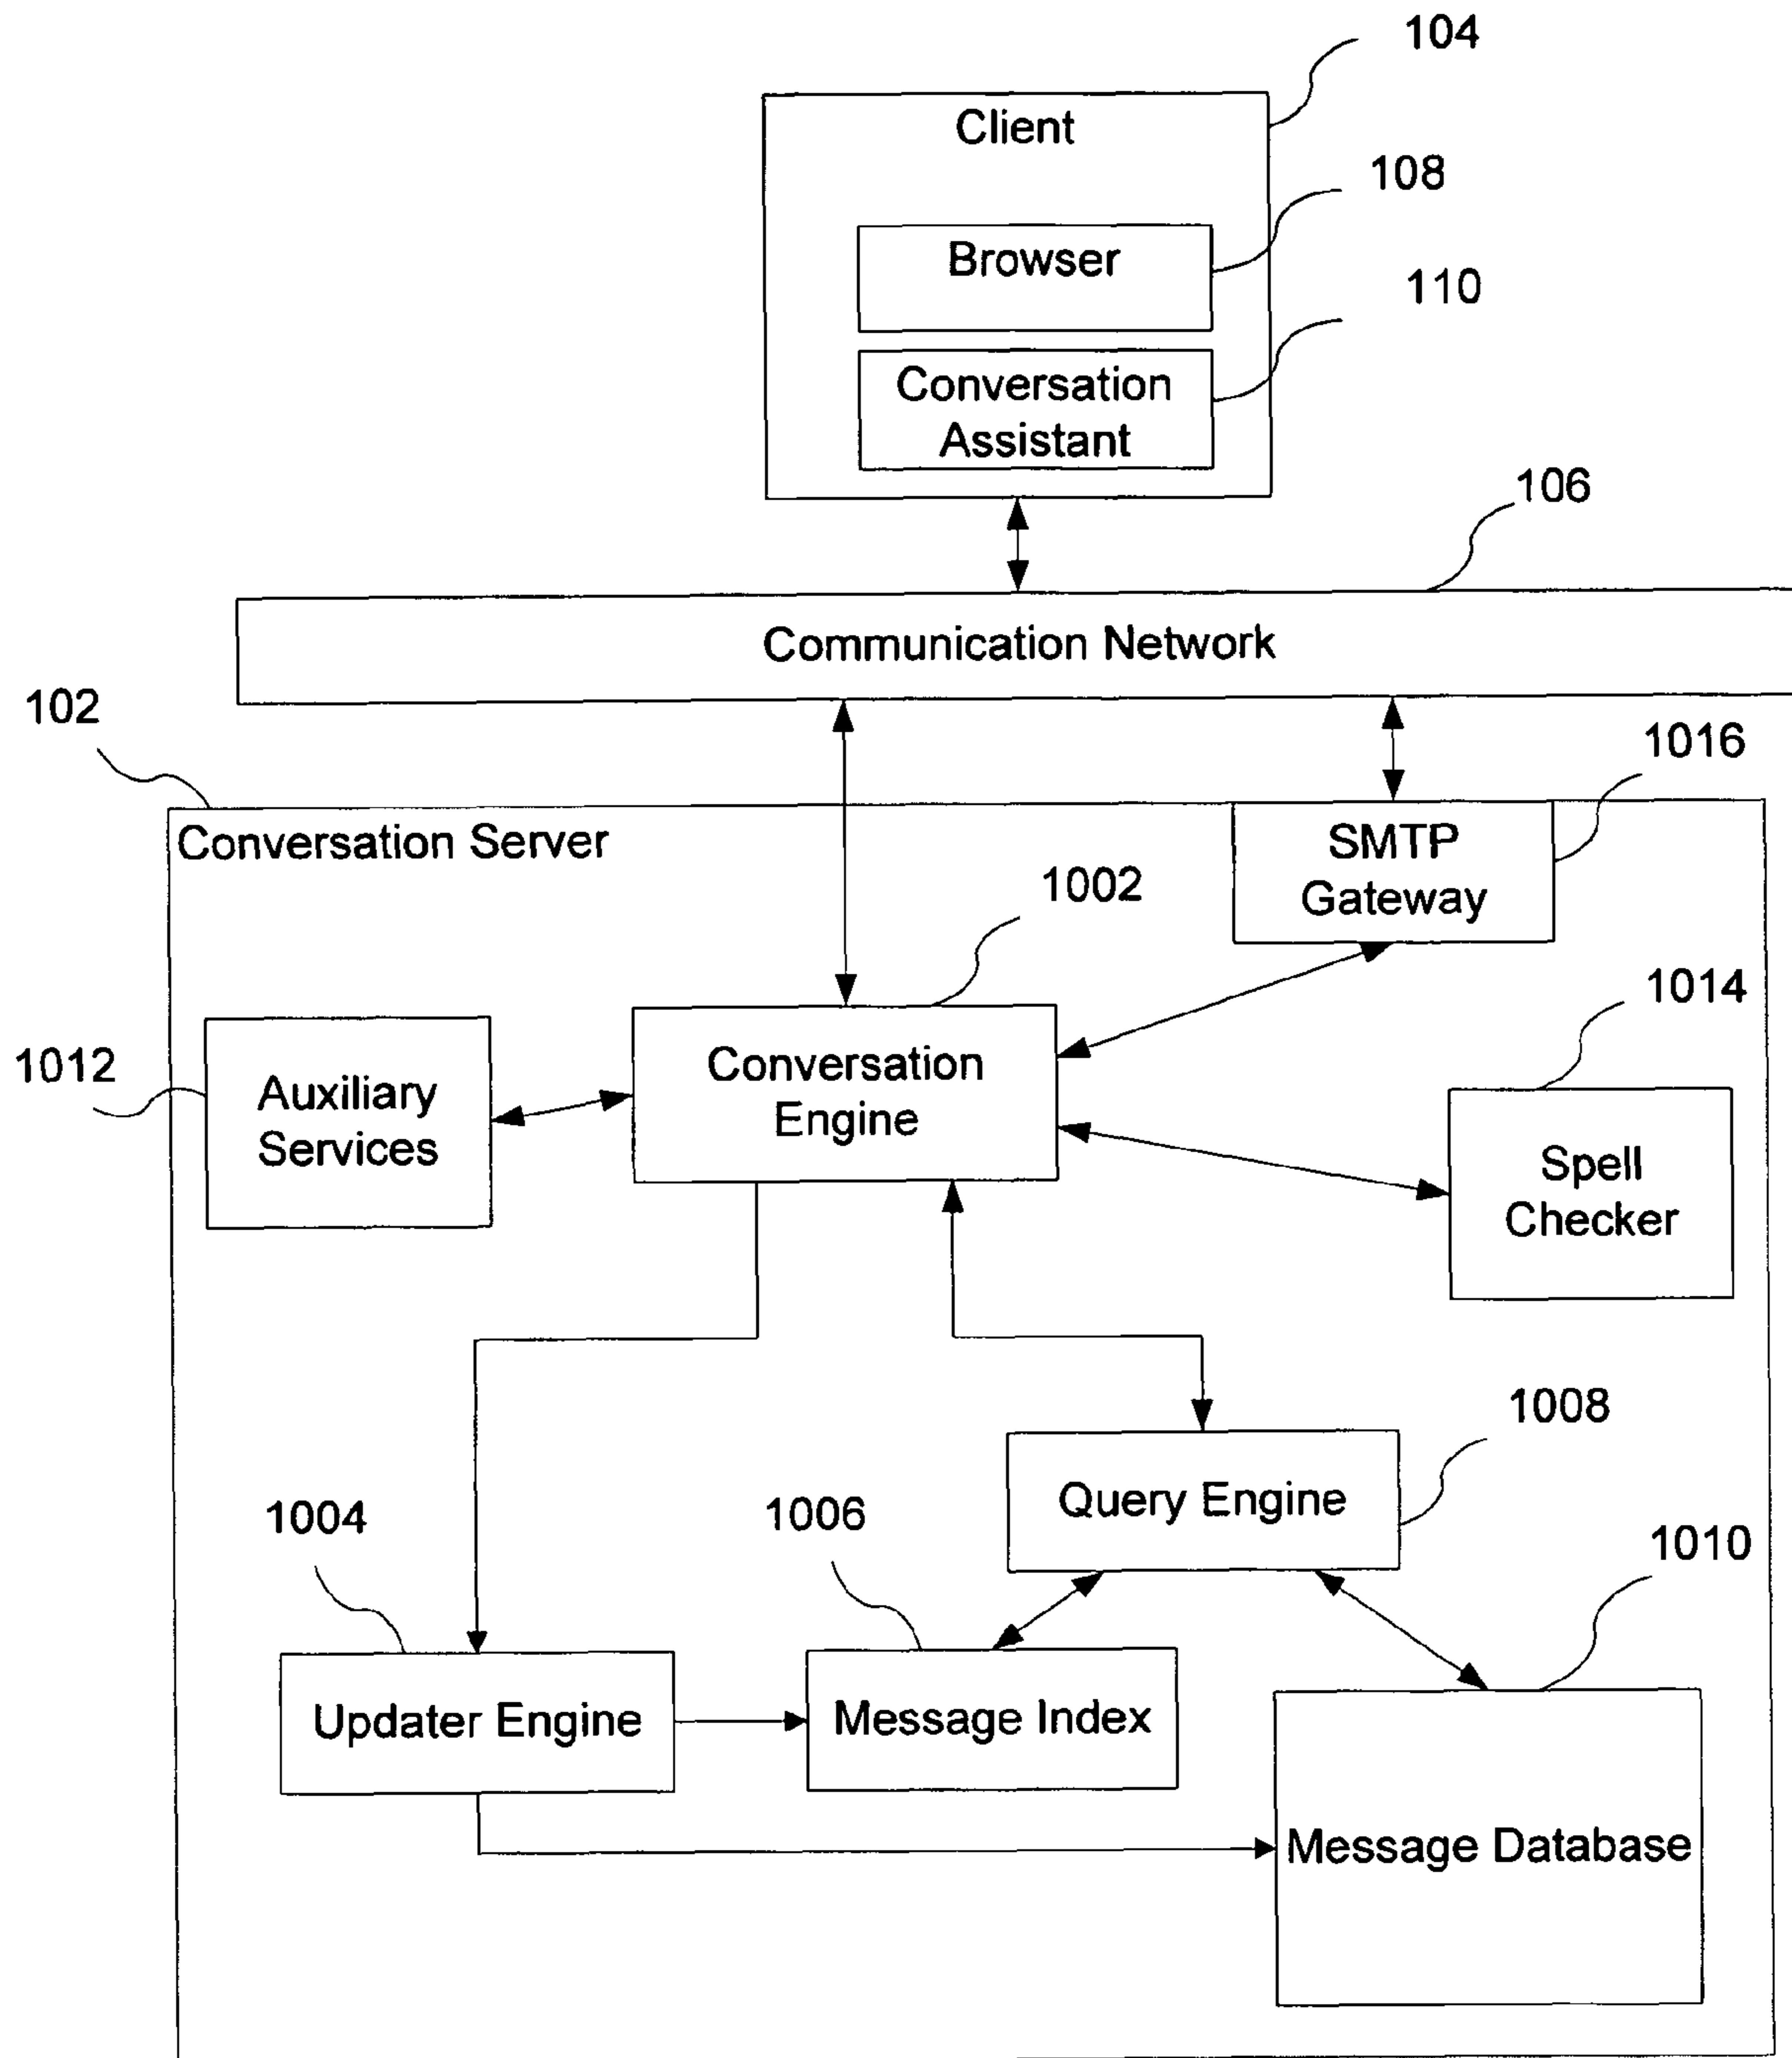 104
Client
108
Browser
110
Conversation
Assistant
106
Communication Network
102
1016
Conversation Server
SMTP
Gateway
1002
1014
1012
Auxiliary
Services
Conversation
Engine
Spell
Checker
1008
Query Engine
1004
1006
1010
Updater Engine
Message Index
Message Database